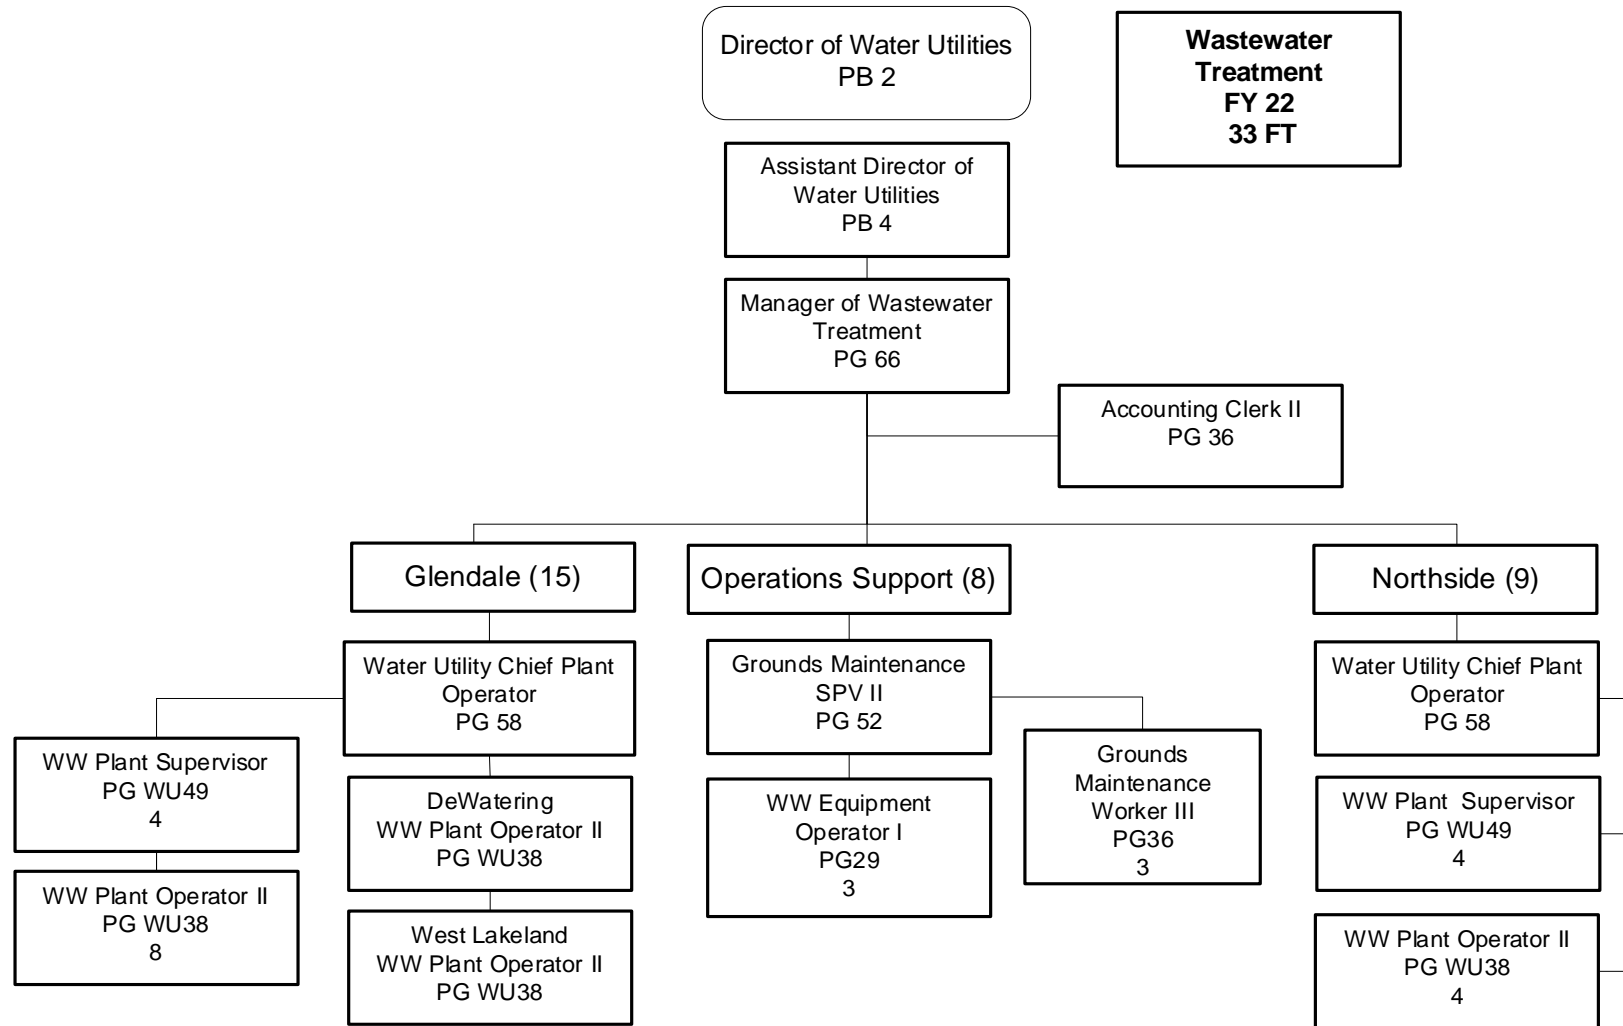 Director of Water Utilities
PB 2
Wastewater
Treatment
FY 22
33 FT
Assistant Director of
Water Utilities
PB 4
Manager of Wastewater
Treatment
PG 66
Accounting Clerk II
PG 36
Glendale (15)
Operations Support (8)
Northside (9)
Water Utility Chief Plant
Operator
PG 58
Grounds Maintenance
SPV II
PG 52
Water Utility Chief Plant
Operator
PG 58
WW Plant Supervisor
PG WU49
4
DeWatering
WW Plant Operator II
PG WU38
WW Equipment
Operator I
PG29
3
Grounds
Maintenance
Worker III
PG36
3
WW Plant  Supervisor
PG WU49
4
WW Plant Operator II
PG WU38
8
West Lakeland
WW Plant Operator II
PG WU38
WW Plant Operator II
PG WU38
4